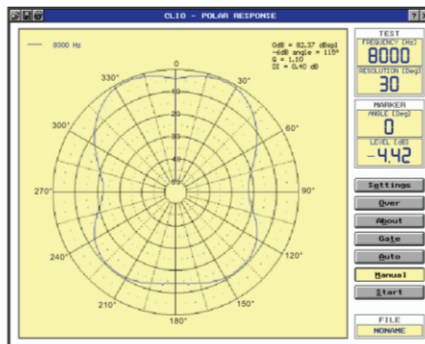 CLIO - POLAR RESPONSE
8000 Hz
0dB = 82,37 dBspl
-6dB angle = 115°
Q = 1,10
DI = 0,40 dB
0
330°
30°
300°
60°
270°
90°
240°
120°
210°
150°
180°
TEST
FREQUENCY [Hz]
8000
RESOLUTION [Deg]
30
MARKER
ANGLE [Deg]
0
LEVEL [dB]
-4.42
Settings
Over
About
Gate
Auto
Manual
Start
FILE
NONAME